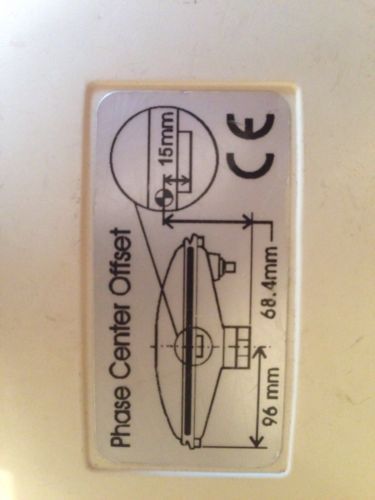 Phase Center Offset
15mm
CE
68.4mm
96 mm